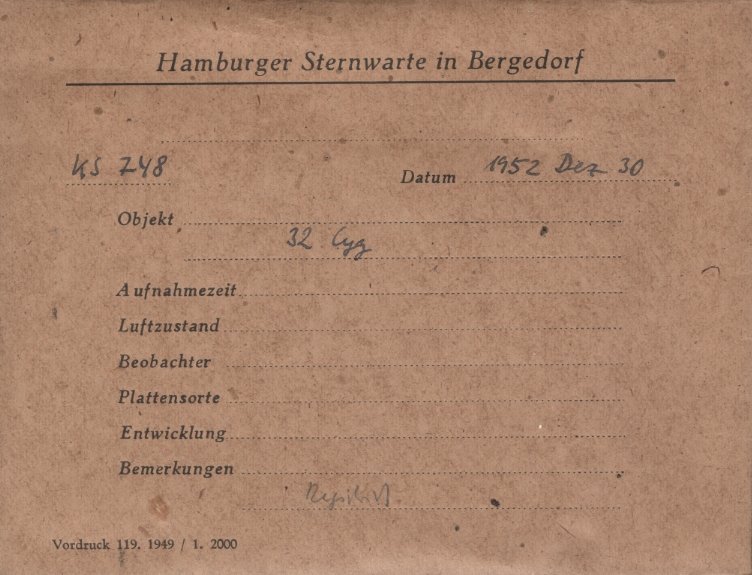 Hamburger Sternwarte in Bergedorf
KS 748 Datum 1952 Dez 30
Objekt
32 Cyg
Aufnahmezeit
Luftzustand
Beobachter
Plattensorte
Entwicklung
Bemerkungen
Registriert.
Vordruck 119. 1949 / 1. 2000